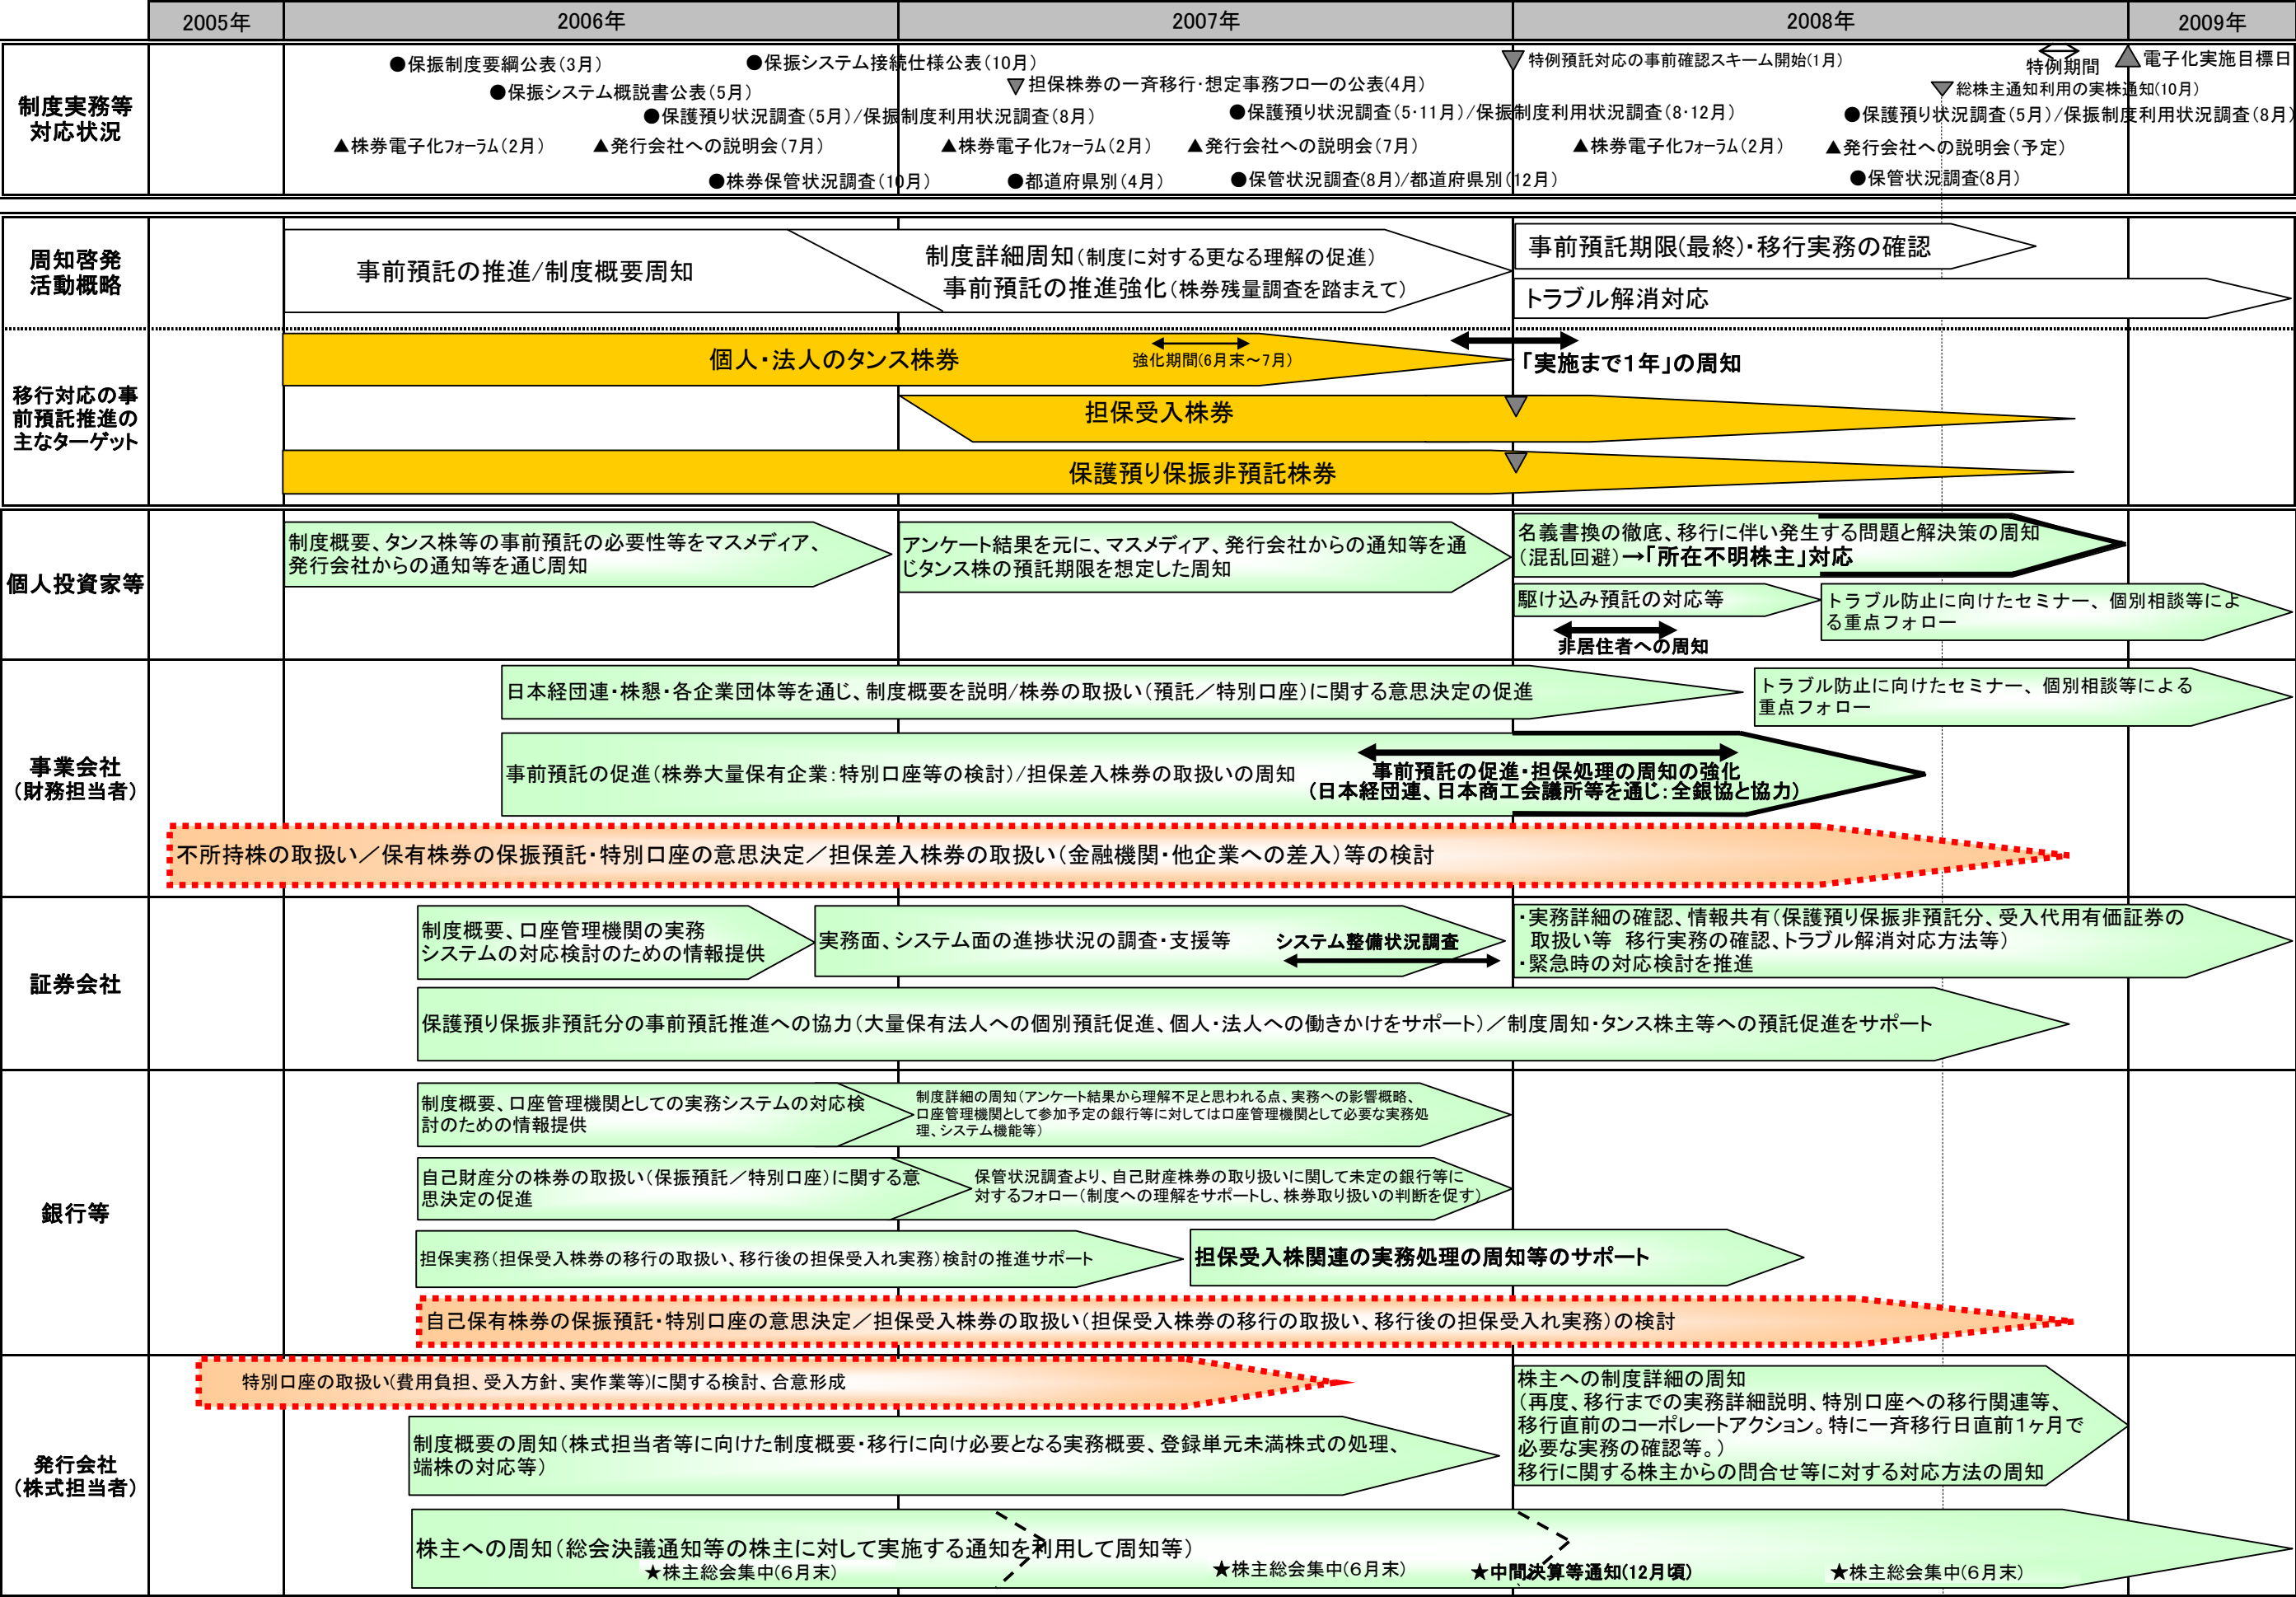 2005年
2006年
2007年
2008年
2009年
制度実務等
対応状況
●保振制度要綱公表(3月)
●保振システム接続仕様公表(10月)
▼特例預託対応の事前確認スキーム開始(1月)
特例期間
▲電子化実施目標日
●保振システム概説書公表(5月)
▽担保株券の一斉移行・想定事務フローの公表(4月)
▼総株主通知利用の実株通知(10月)
●保護預り状況調査(5月)/保振制度利用状況調査(8月)
●保護預り状況調査(5・11月)/保振制度利用状況調査(8・12月)
●保護預り状況調査(5月)/保振制度利用状況調査(8月)
▲株券電子化フォーラム(2月)
▲発行会社への説明会(7月)
▲株券電子化フォーラム(2月)
▲発行会社への説明会(7月)
▲株券電子化フォーラム(2月)
▲発行会社への説明会(予定)
●株券保管状況調査(10月)
●都道府県別(4月)
●保管状況調査(8月)/都道府県別(12月)
●保管状況調査(8月)
周知啓発
活動概略
事前預託の推進/制度概要周知
制度詳細周知(制度に対する更なる理解の促進)
事前預託の推進強化(株券残量調査を踏まえて)
事前預託期限(最終)・移行実務の確認
トラブル解消対応
移行対応の事
前預託推進の
主なターゲット
個人・法人のタンス株券
強化期間(6月末～7月)
「実施まで1年」の周知
担保受入株券
保護預り保振非預託株券
個人投資家等
制度概要、タンス株等の事前預託の必要性等をマスメディア、
発行会社からの通知等を通じ周知
アンケート結果を元に、マスメディア、発行会社からの通知等を通
じタンス株の預託期限を想定した周知
名義書換の徹底、移行に伴い発生する問題と解決策の周知
(混乱回避)→「所在不明株主」対応
駆け込み預託の対応等
非居住者への周知
トラブル防止に向けたセミナー、個別相談等によ
る重点フォロー
事業会社
(財務担当者)
日本経団連・株懇・各企業団体等を通じ、制度概要を説明/株券の取扱い(預託／特別口座)に関する意思決定の促進
トラブル防止に向けたセミナー、個別相談等による
重点フォロー
事前預託の促進(株券大量保有企業:特別口座等の検討)/担保差入株券の取扱いの周知
事前預託の促進・担保処理の周知の強化
(日本経団連、日本商工会議所等を通じ:全銀協と協力)
不所持株の取扱い／保有株券の保振預託・特別口座の意思決定／担保差入株券の取扱い(金融機関・他企業への差入)等の検討
証券会社
制度概要、口座管理機関の実務
システムの対応検討のための情報提供
実務面、システム面の進捗状況の調査・支援等
システム整備状況調査
・実務詳細の確認、情報共有(保護預り保振非預託分、受入代用有価証券の
取扱い等 移行実務の確認、トラブル解消対応方法等)
・緊急時の対応検討を推進
保護預り保振非預託分の事前預託推進への協力(大量保有法人への個別預託促進、個人・法人への働きかけをサポート)／制度周知・タンス株主等への預託促進をサポート
銀行等
制度概要、口座管理機関としての実務システムの対応検
討のための情報提供
制度詳細の周知(アンケート結果から理解不足と思われる点、実務への影響概略、
口座管理機関として参加予定の銀行等に対しては口座管理機関として必要な実務処
理、システム機能等)
自己財産分の株券の取扱い(保振預託／特別口座)に関する意
思決定の促進
保管状況調査より、自己財産株券の取り扱いに関して未定の銀行等に
対するフォロー(制度への理解をサポートし、株券取り扱いの判断を促す)
担保実務(担保受入株券の移行の取扱い、移行後の担保受入れ実務)検討の推進サポート
担保受入株関連の実務処理の周知等のサポート
自己保有株券の保振預託・特別口座の意思決定／担保受入株券の取扱い(担保受入株券の移行の取扱い、移行後の担保受入れ実務)の検討
発行会社
(株式担当者)
特別口座の取扱い(費用負担、受入方針、実作業等)に関する検討、合意形成
制度概要の周知(株式担当者等に向けた制度概要・移行に向け必要となる実務概要、登録単元未満株式の処理、
端株の対応等)
株主への制度詳細の周知
(再度、移行までの実務詳細説明、特別口座への移行関連等、
移行直前のコーポレートアクション。特に一斉移行日直前1ヶ月で
必要な実務の確認等。)
移行に関する株主からの問合せ等に対する対応方法の周知
株主への周知(総会決議通知等の株主に対して実施する通知を利用して周知等)
★株主総会集中(6月末)
★株主総会集中(6月末)
★中間決算等通知(12月頃)
★株主総会集中(6月末)